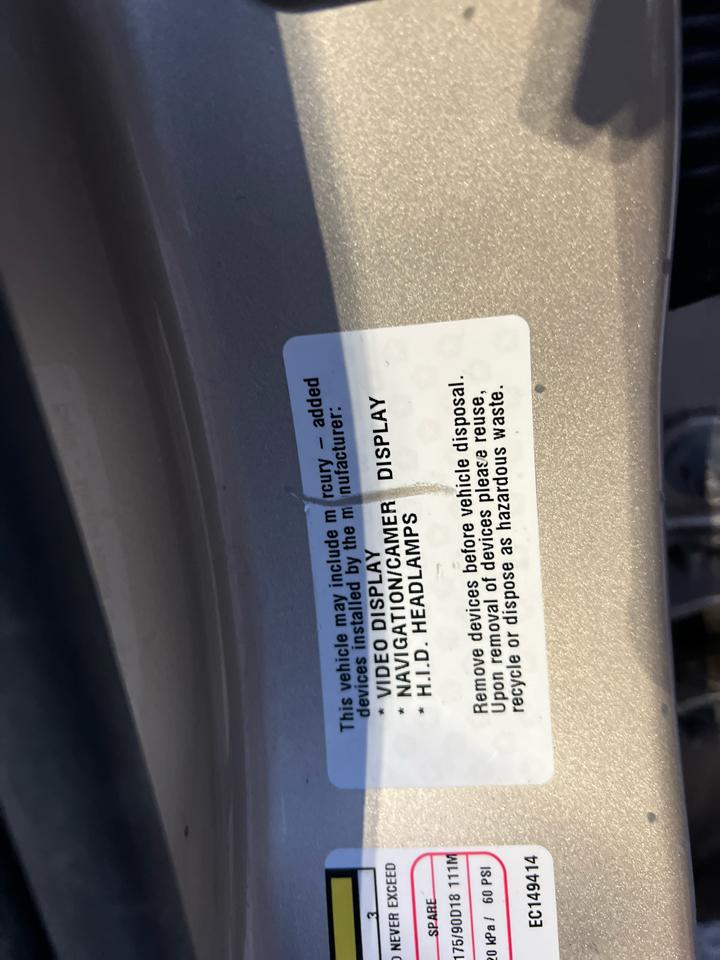 This vehicle may include m rcury – added
devices installed by the m nufacturer:
* VIDEO DISPLAY
* NAVIGATION/CAMER DISPLAY
* H.I.D. HEADLAMPS
Remove devices before vehicle disposal.
Upon removal of devices please reuse,
recycle or dispose as hazardous waste.
3
NEVER EXCEED
SPARE
175/90D18 111M
20 kPa / 60 PSI
EC149414